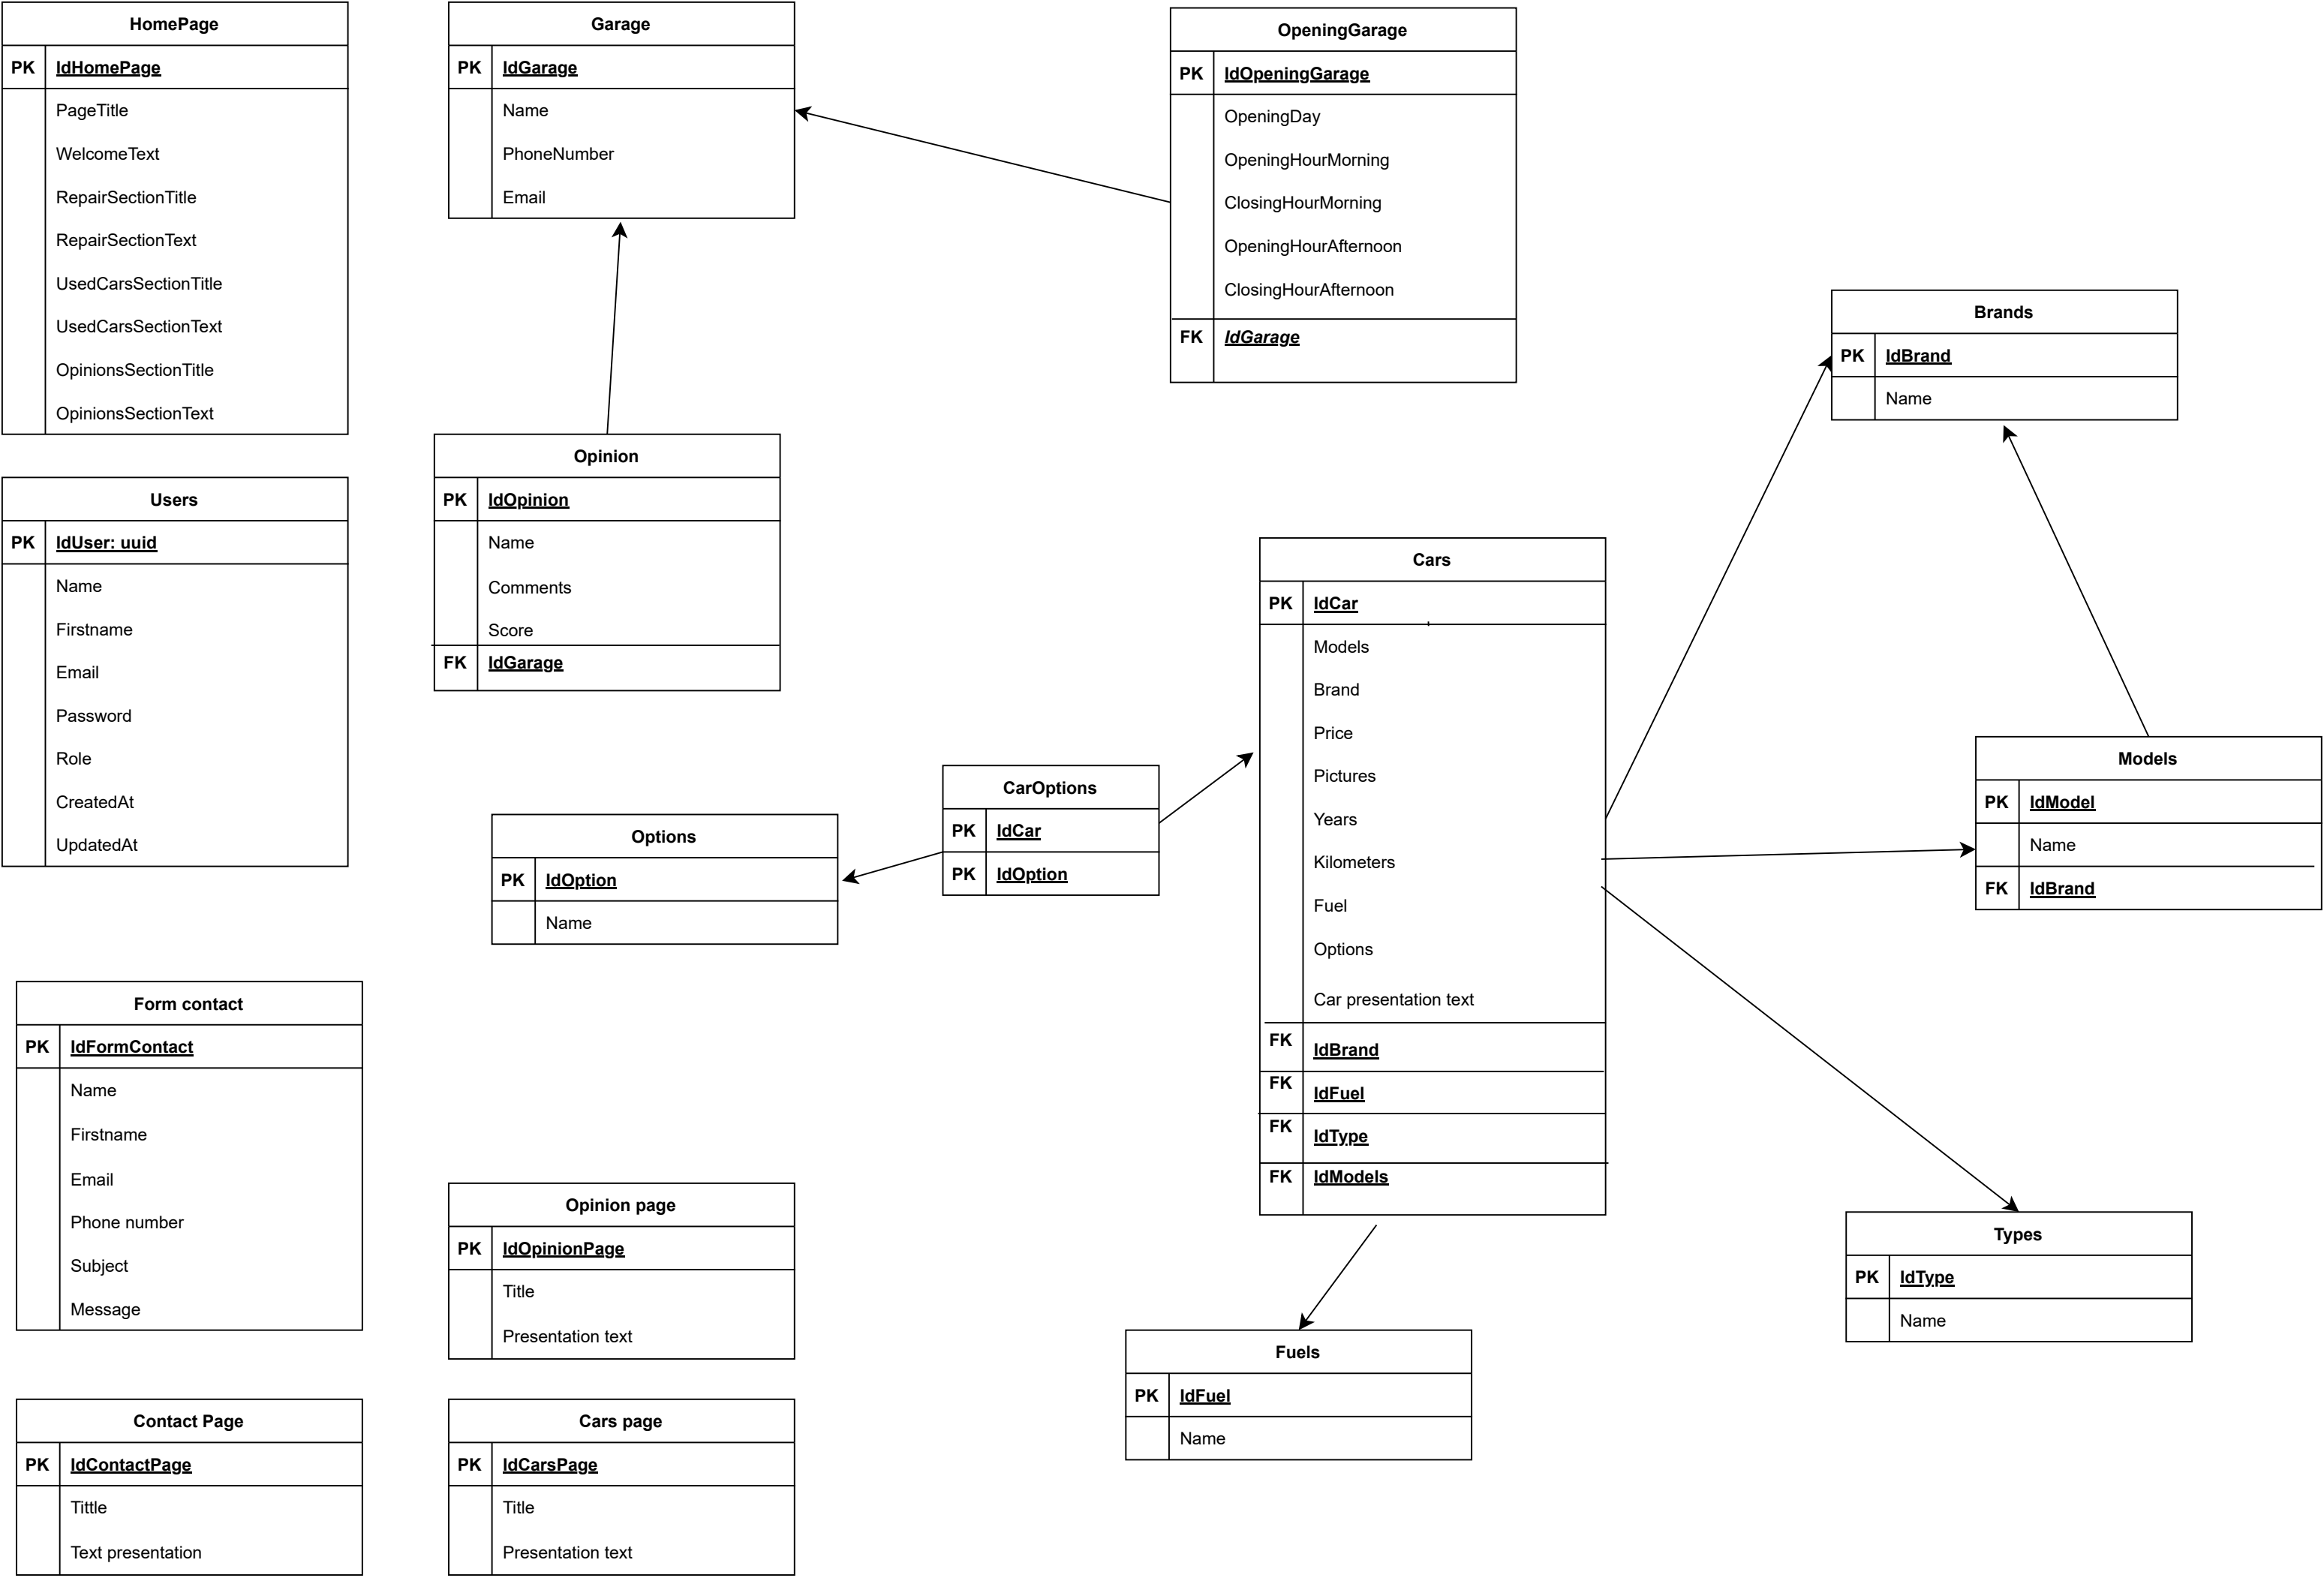 HomePage
PK IdHomePage
PageTitle
WelcomeText
RepairSectionTitle
RepairSectionText
UsedCarsSectionTitle
UsedCarsSectionText
OpinionsSectionTitle
OpinionsSectionText
Garage
PK IdGarage
Name
PhoneNumber
Email
OpeningGarage
PK IdOpeningGarage
OpeningDay
OpeningHourMorning
ClosingHourMorning
OpeningHourAfternoon
ClosingHourAfternoon
FK IdGarage
Brands
PK IdBrand
Name
Users
PK IdUser: uuid
Name
Firstname
Email
Password
Role
CreatedAt
UpdatedAt
Opinion
PK IdOpinion
Name
Comments
Score
FK IdGarage
Options
PK IdOption
Name
CarOptions
PK IdCar
PK IdOption
Cars
PK IdCar
Models
Brand
Price
Pictures
Years
Kilometers
Fuel
Options
Car presentation text
FK IdBrand
FK IdFuel
FK IdType
FK IdModels
Models
PK IdModel
Name
FK IdBrand
Form contact
PK IdFormContact
Name
Firstname
Email
Phone number
Subject
Message
Opinion page
PK IdOpinionPage
Title
Presentation text
Types
PK IdType
Name
Fuels
PK IdFuel
Name
Contact Page
PK IdContactPage
Tittle
Text presentation
Cars page
PK IdCarsPage
Title
Presentation text